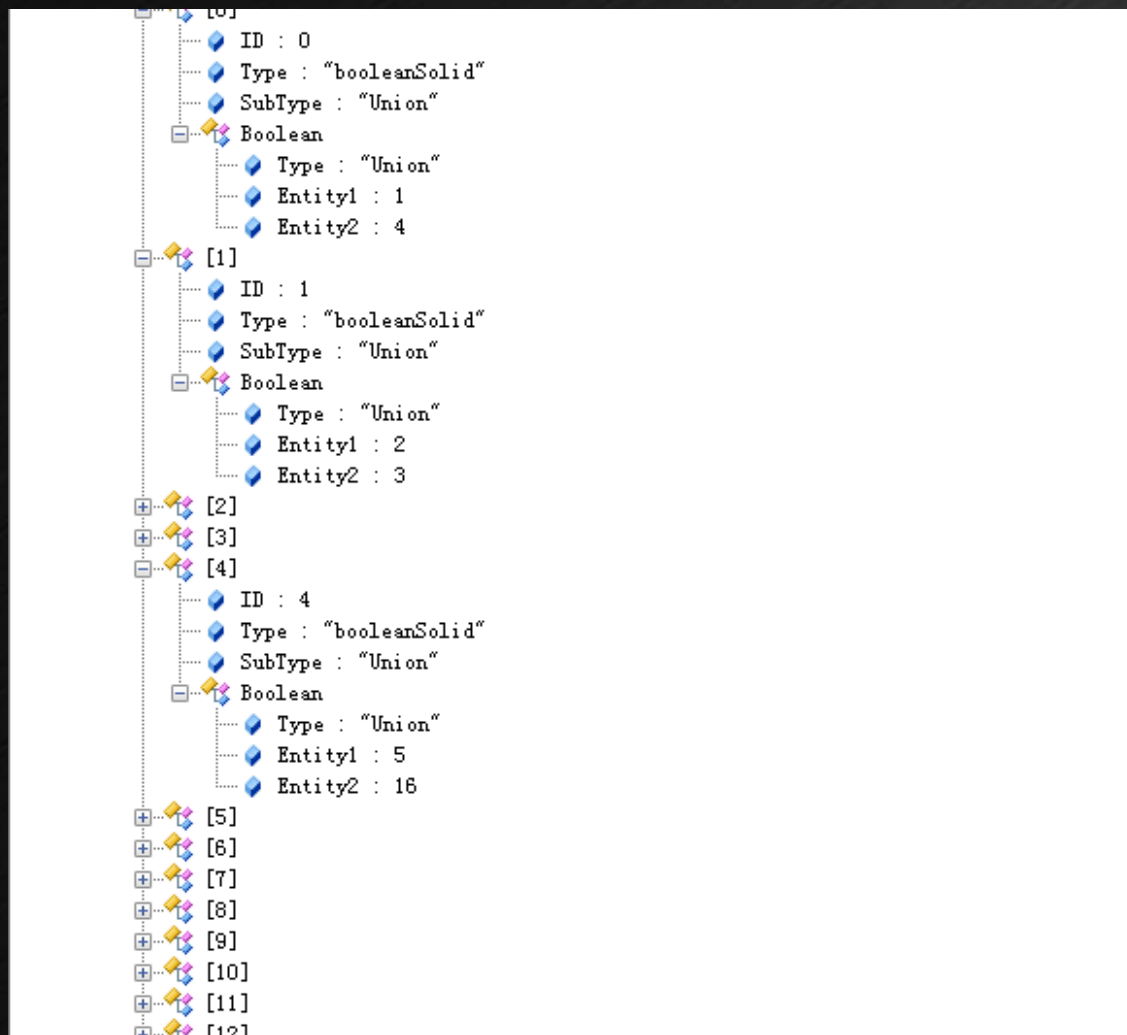 [0]
ID : 0
Type : "booleanSolid"
SubType : "Union"
Boolean
Type : "Union"
Entity1 : 1
Entity2 : 4
[1]
ID : 1
Type : "booleanSolid"
SubType : "Union"
Boolean
Type : "Union"
Entity1 : 2
Entity2 : 3
[2]
[3]
[4]
ID : 4
Type : "booleanSolid"
SubType : "Union"
Boolean
Type : "Union"
Entity1 : 5
Entity2 : 16
[5]
[6]
[7]
[8]
[9]
[10]
[11]
[12]